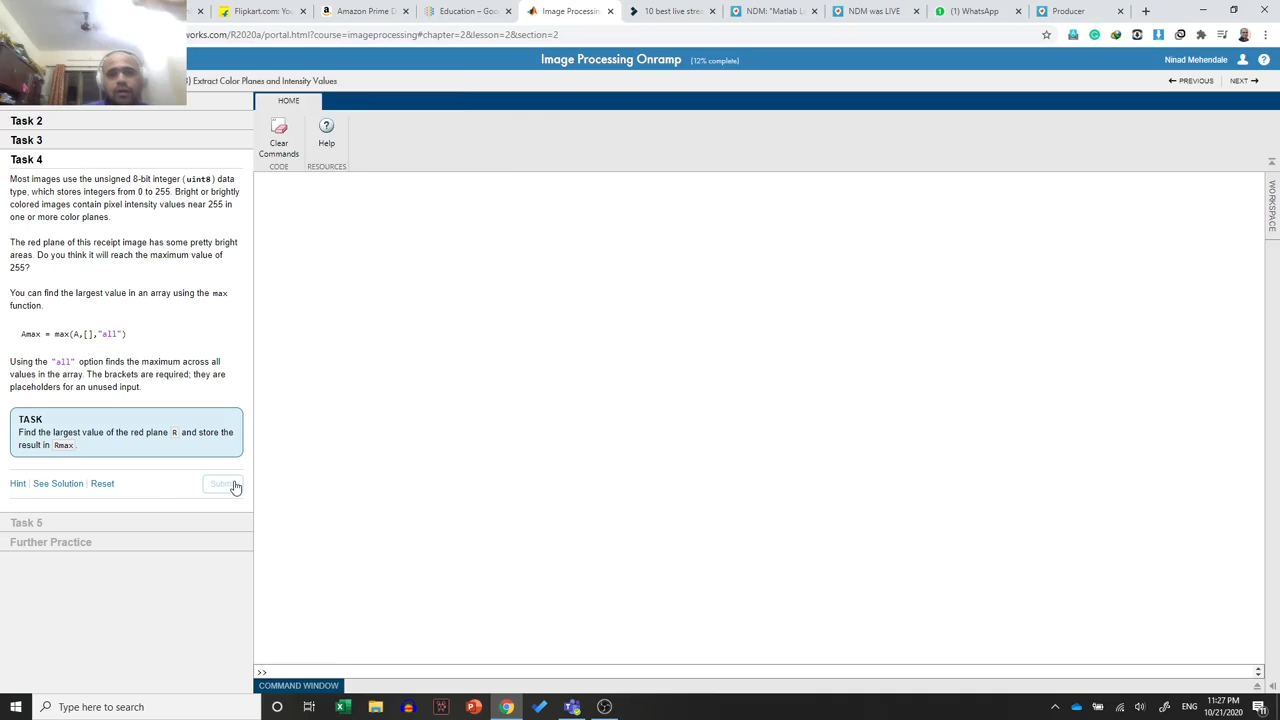 Flipkart.com: You
Amazon Prime D
Education – Goo
Image Processin
10 best live strea
NDM: "Matlab L
NDM was LIVE
(1) WhatsApp
Producer
works.com/R2020a/portal.html?course=imageprocessing#chapter=2&lesson=2&section=2
Image Processing Onramp (12% complete)
Ninad Mehendale
) Extract Color Planes and Intensity Values
PREVIOUS
NEXT
HOME
Clear
Commands
Help
CODE
RESOURCES
WORKSPACE
Task 2
Task 3
Task 4
Most images use the unsigned 8-bit integer (uint8) data
type, which stores integers from 0 to 255. Bright or brightly
colored images contain pixel intensity values near 255 in
one or more color planes.
The red plane of this receipt image has some pretty bright
areas. Do you think it will reach the maximum value of
255?
You can find the largest value in an array using the max
function.
Amax = max(A,[],"all")
Using the "all" option finds the maximum across all
values in the array. The brackets are required; they are
placeholders for an unused input.
TASK
Find the largest value of the red plane R and store the
result in Rmax.
Hint | See Solution | Reset
Task 5
Further Practice
>>
COMMAND WINDOW
Type here to search
ENG
11:27 PM
10/21/2020